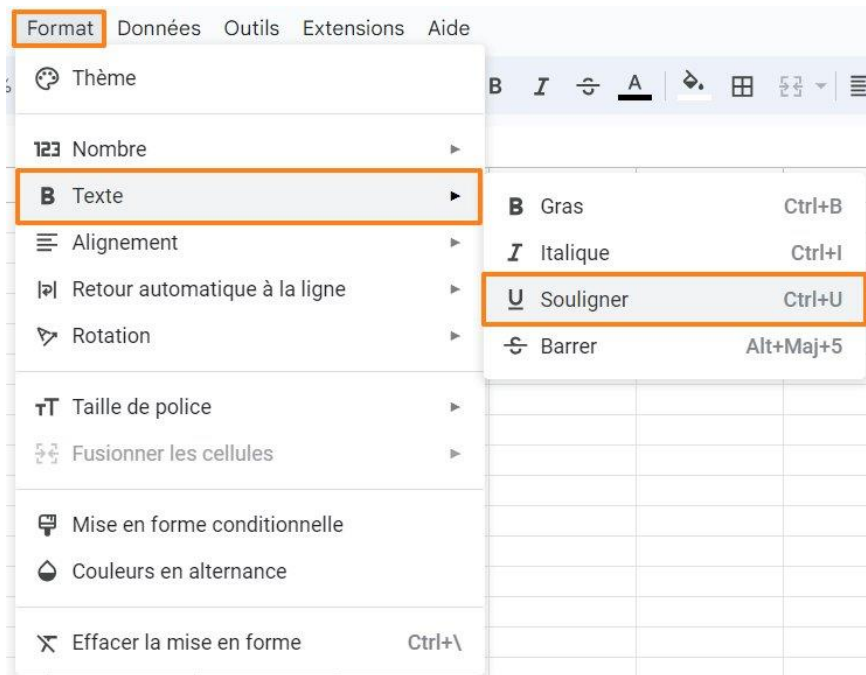 Format Données Outils Extensions Aide
Thème
B I S A
123 Nombre
B Texte
B Gras Ctrl+B
Alignement
I Italique Ctrl+I
Retour automatique à la ligne
U Souligner Ctrl+U
Rotation
S Barrer Alt+Maj+5
TT Taille de police
Fusionner les cellules
Mise en forme conditionnelle
Couleurs en alternance
Effacer la mise en forme Ctrl+\